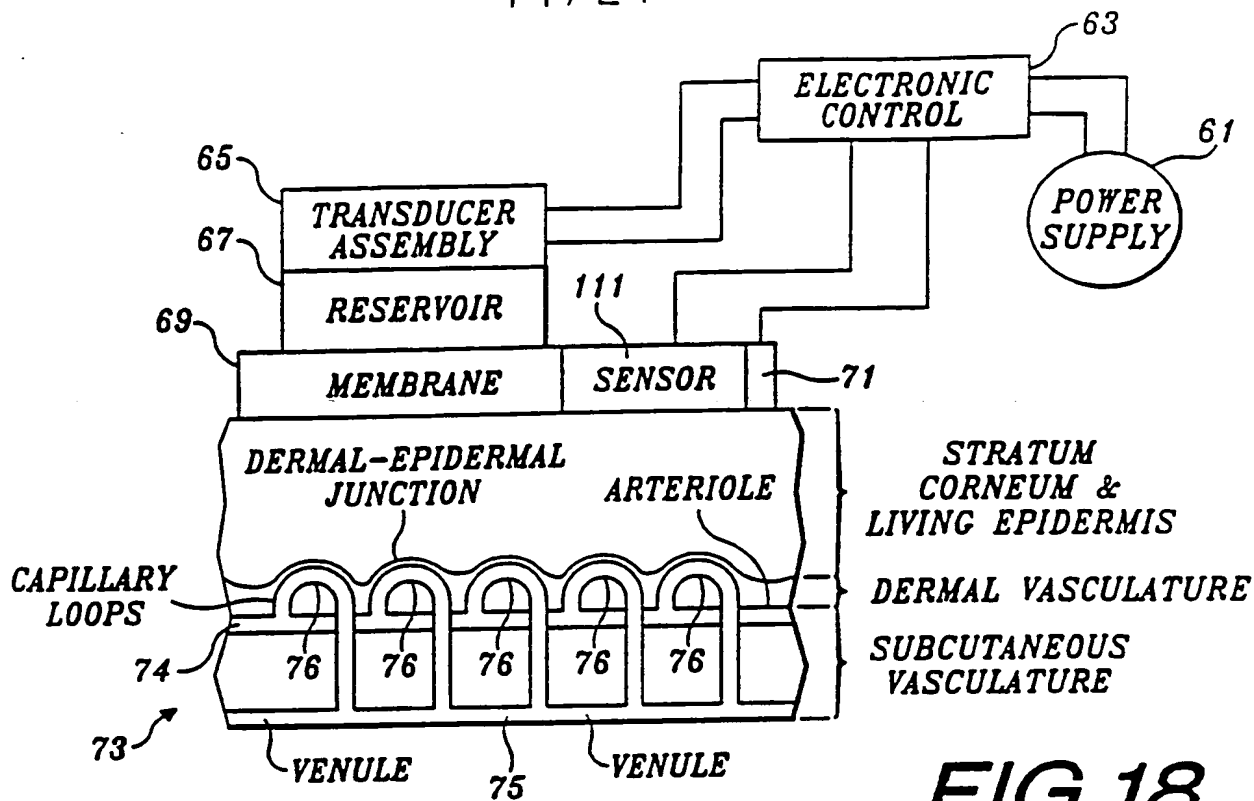 63
ELECTRONIC
CONTROL
61
POWER
SUPPLY
65
TRANSDUCER
ASSEMBLY
67
RESERVOIR
111
69
MEMBRANE
SENSOR
71
DERMAL-EPIDERMAL
JUNCTION
ARTERIOLE
STRATUM
CORNEUM &
LIVING EPIDERMIS
CAPILLARY
LOOPS
DERMAL VASCULATURE
74
76 76 76 76 76
SUBCUTANEOUS
VASCULATURE
73
VENULE
75
VENULE
FIG.18